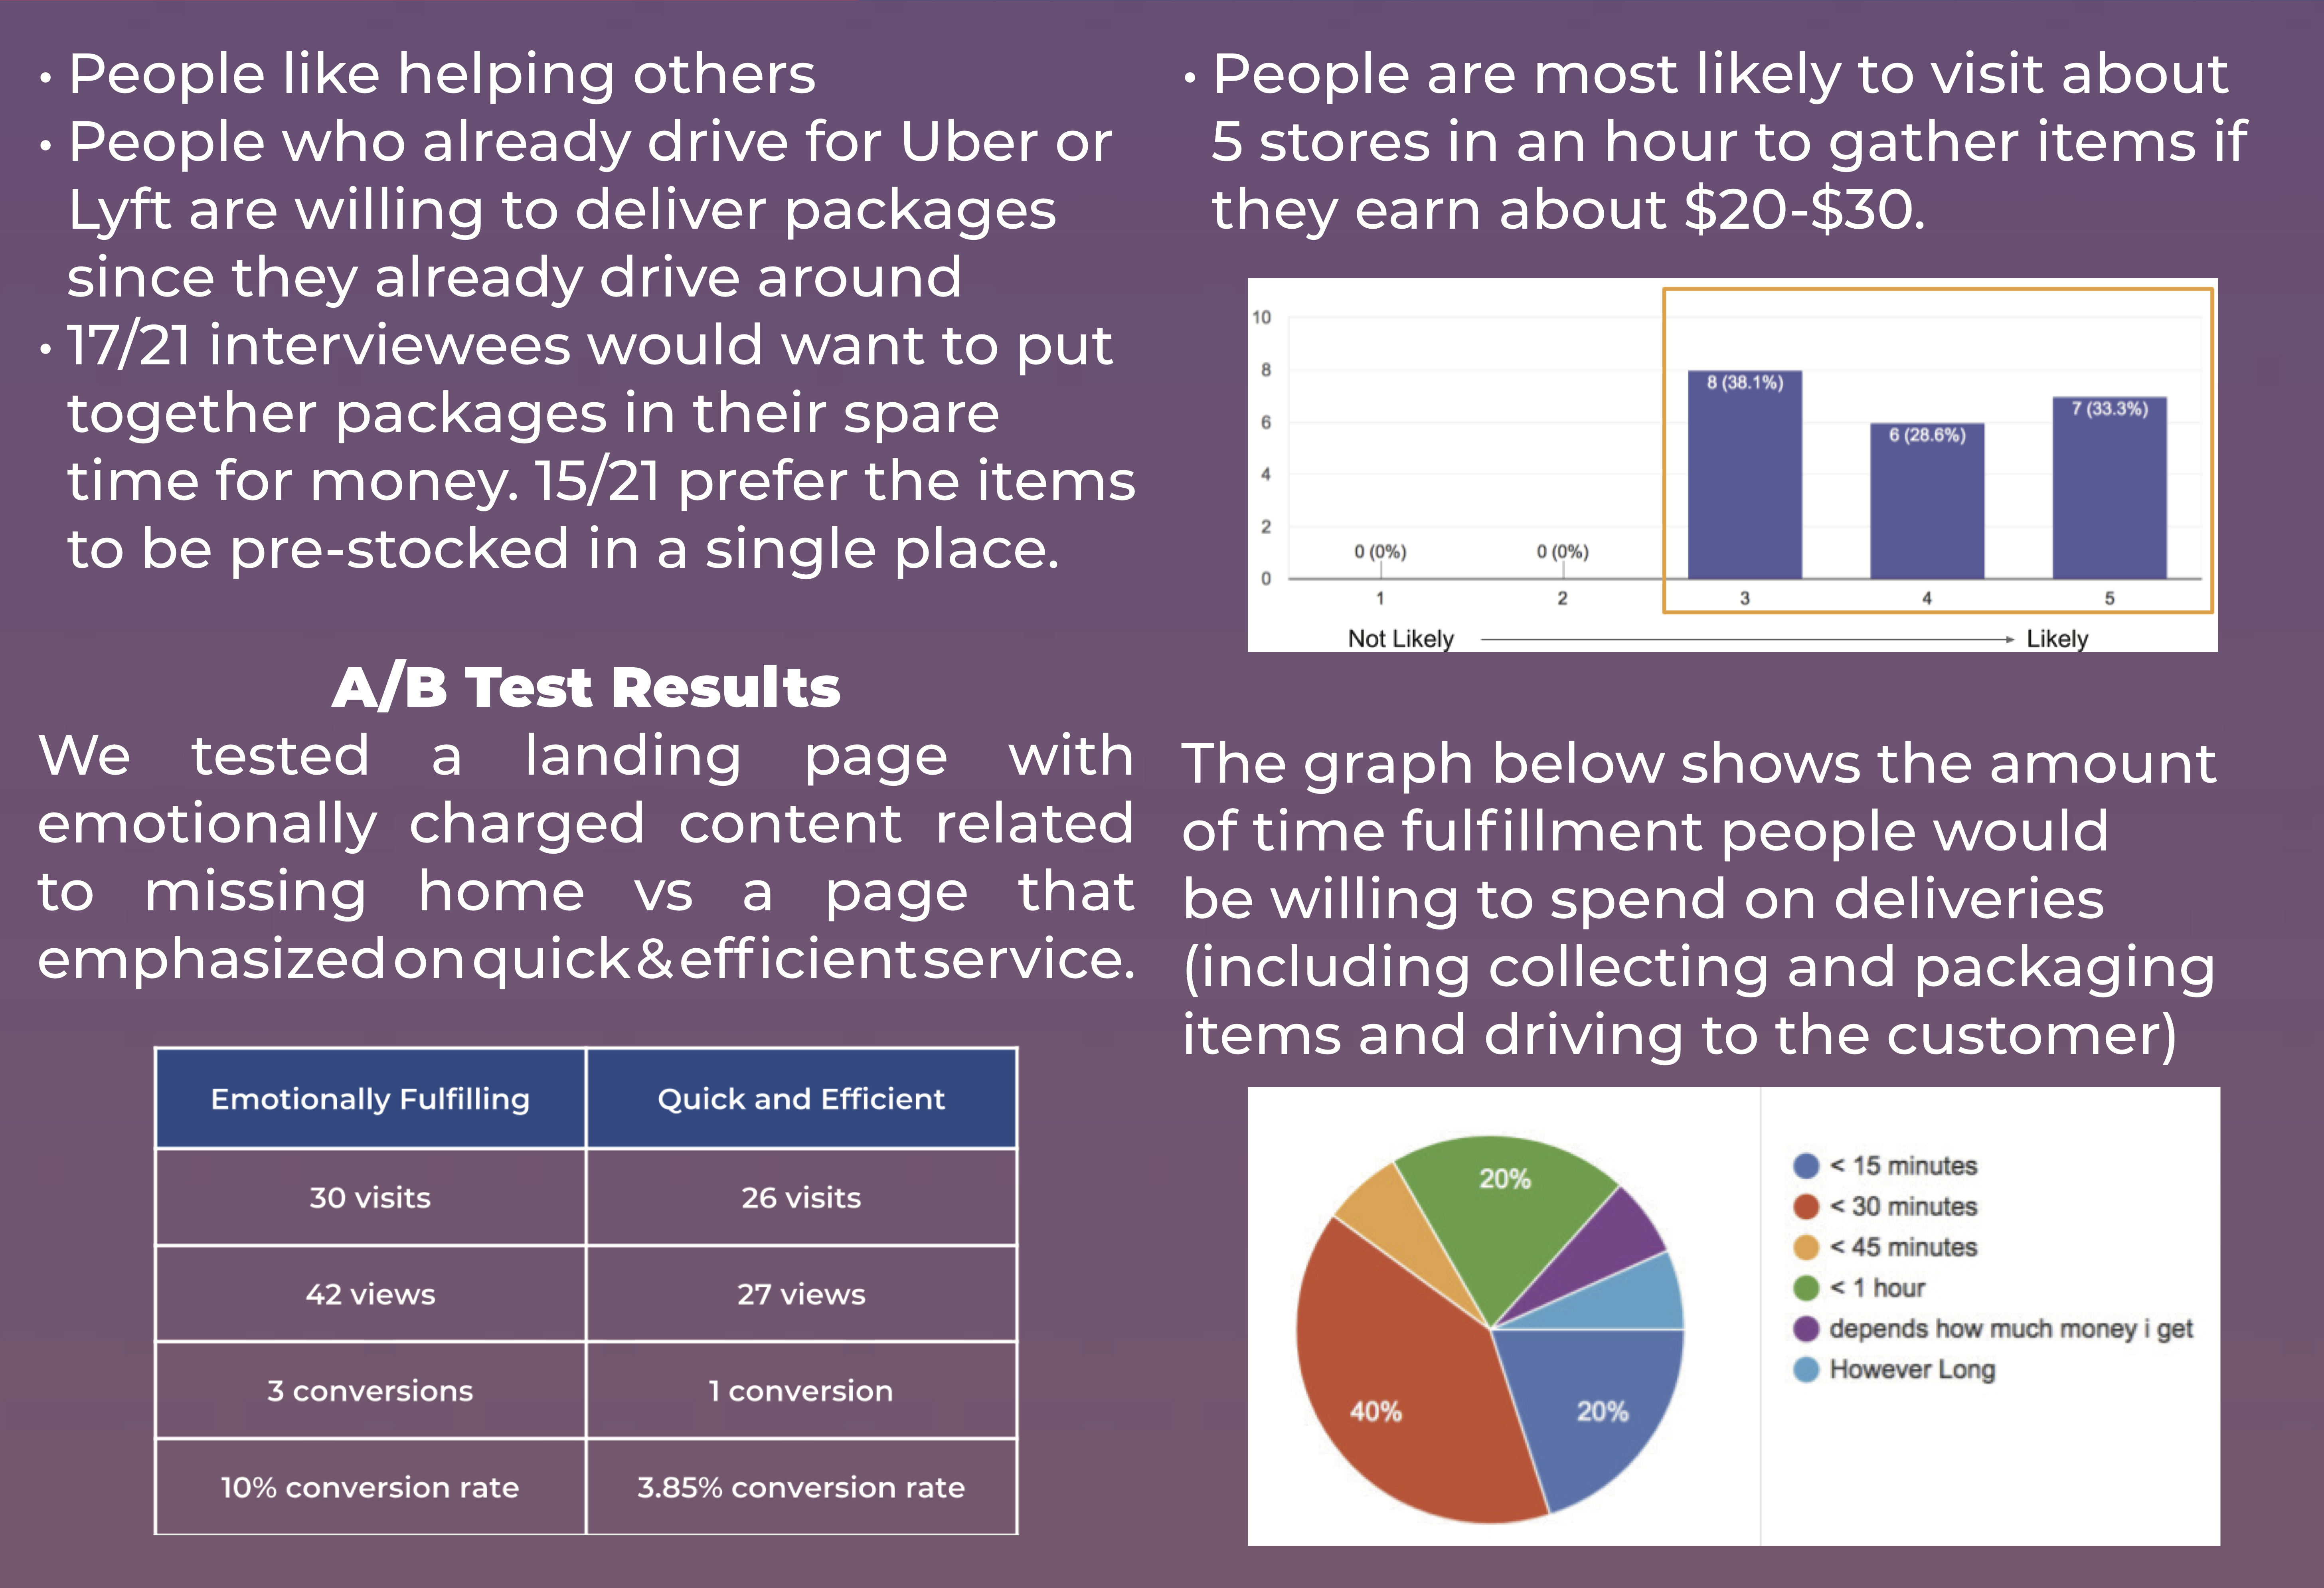 • People like helping others
• People who already drive for Uber or
Lyft are willing to deliver packages
since they already drive around
• 17/21 interviewees would want to put
together packages in their spare
time for money. 15/21 prefer the items
to be pre-stocked in a single place.
A/B Test Results
We tested a landing page with
emotionally charged content related
to missing home vs a page that
emphasized on quick & efficient service.
Emotionally Fulfilling Quick and Efficient
30 visits 26 visits
42 views 27 views
3 conversions 1 conversion
10% conversion rate 3.85% conversion rate
• People are most likely to visit about
5 stores in an hour to gather items if
they earn about $20-$30.
10
8
6
4
2
0
0 (0%) 0 (0%) 8 (38.1%) 6 (28.6%) 7 (33.3%)
1 2 3 4 5
Not Likely Likely
The graph below shows the amount
of time fulfillment people would
be willing to spend on deliveries
(including collecting and packaging
items and driving to the customer)
20%
40%
20%
< 15 minutes
< 30 minutes
< 45 minutes
< 1 hour
depends how much money i get
However Long